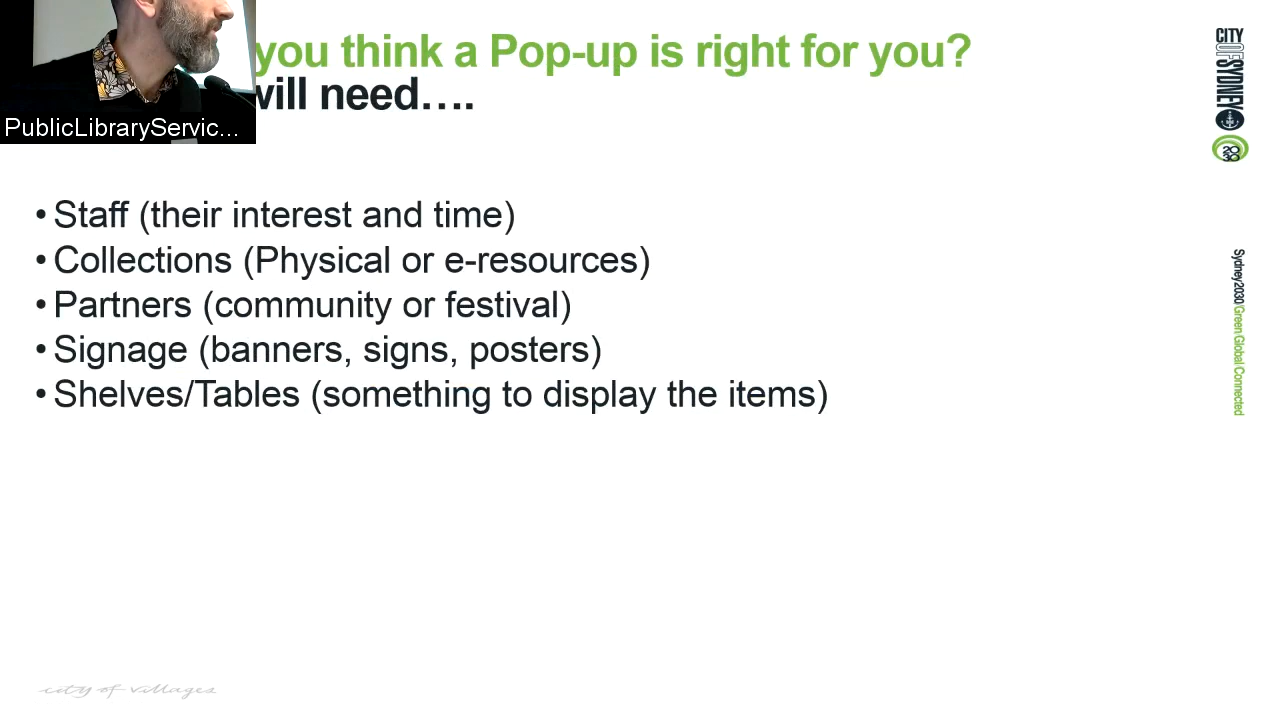 you think a Pop-up is right for you?
will need….
PublicLibraryServic...
• Staff (their interest and time)
• Collections (Physical or e-resources)
• Partners (community or festival)
• Signage (banners, signs, posters)
• Shelves/Tables (something to display the items)
CITY OF SYDNEY
2030
Sydney2030/Green Global Connected
city of villages